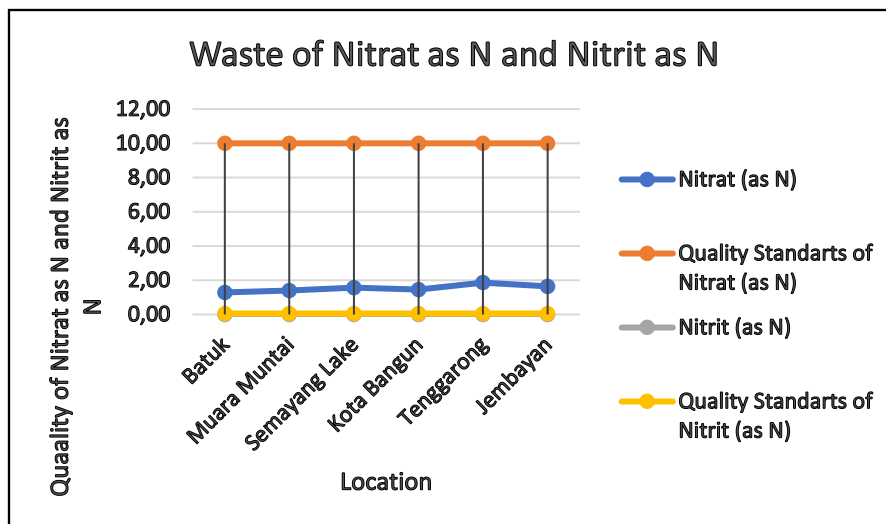 Waste of Nitrat as N and Nitrit as N
Quaality of Nitrat as N and Nitrit as
N
12,00
10,00
8,00
6,00
4,00
2,00
0,00
Batuk
Muara Muntai
Semayang Lake
Kota Bangun
Tenggarong
Jembayan
Location
Nitrat (as N)
Quality Standarts of
Nitrat (as N)
Nitrit (as N)
Quality Standarts of
Nitrit (as N)